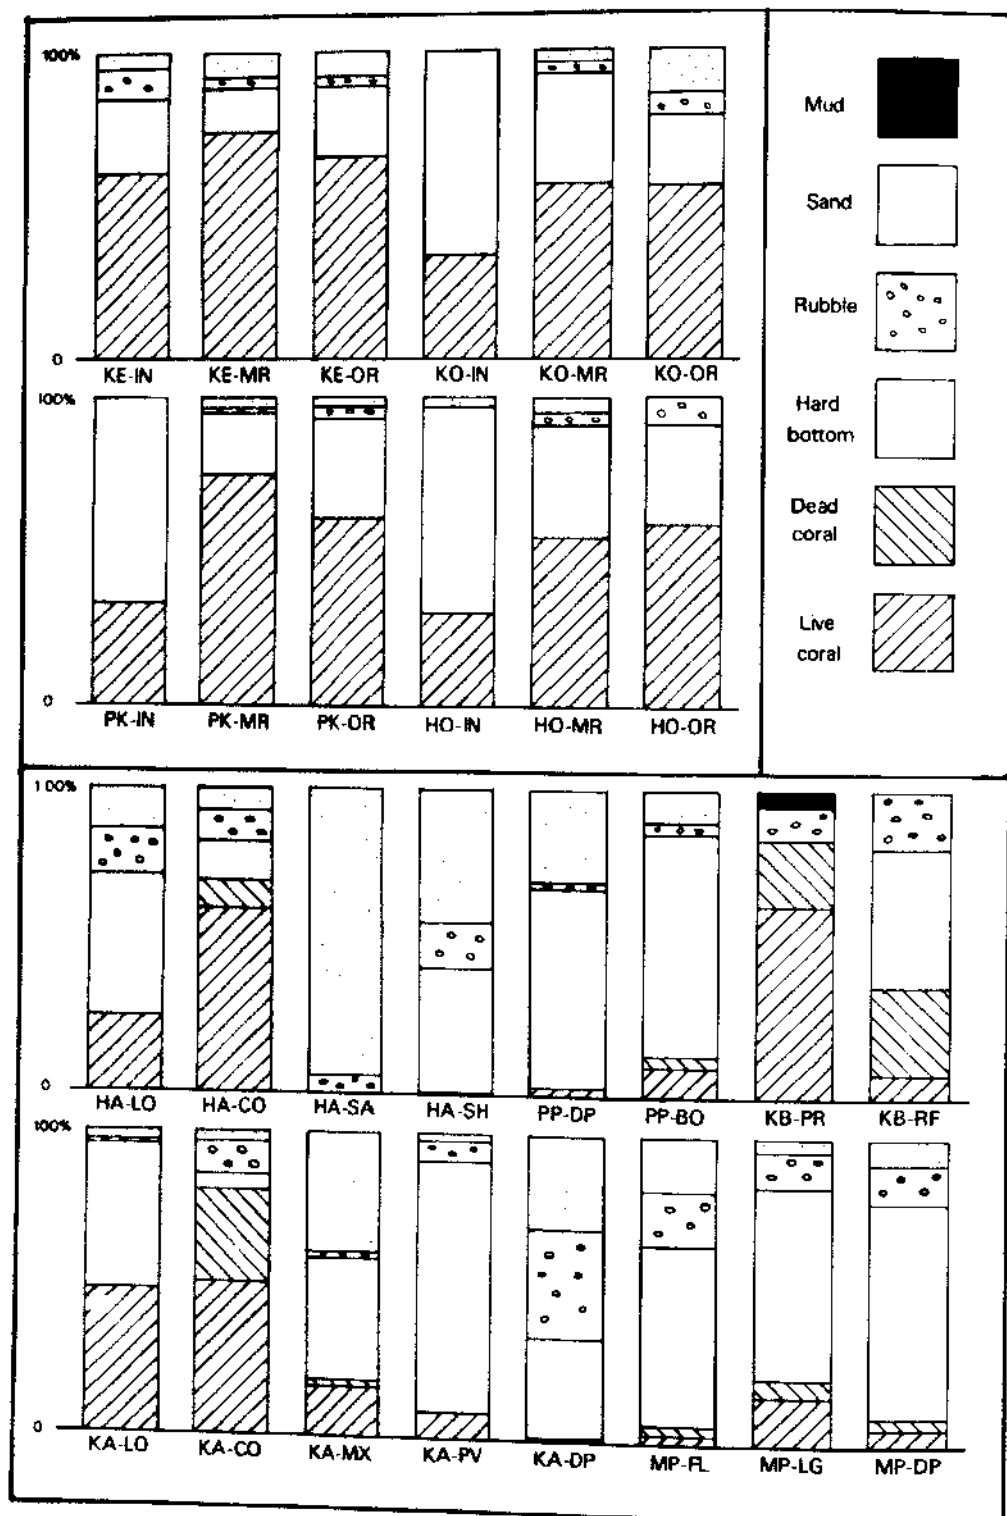 100%
0
KE-IN KE-MR KE-OR KO-IN KO-MR KO-OR
100%
0
PK-IN PK-MR PK-OR HO-IN HO-MR HO-OR
Mud
Sand
Rubble
Hard
bottom
Dead
coral
Live
coral
100%
0
HA-LO HA-CO HA-SA HA-SH PP-DP PP-BO KB-PR KB-RF
100%
0
KA-LO KA-CO KA-MX KA-PV KA-DP MP-FL MP-LG MP-DP